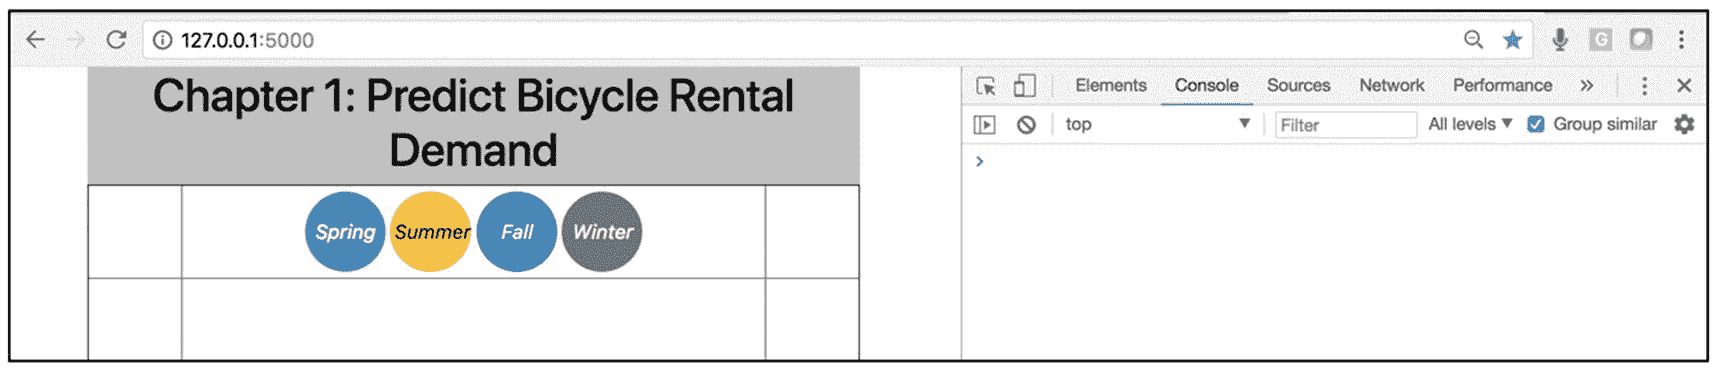 127.0.0.1:5000
Chapter 1: Predict Bicycle Rental
Demand
Spring Summer Fall Winter
Elements Console Sources Network Performance »
top Filter All levels Group similar
G